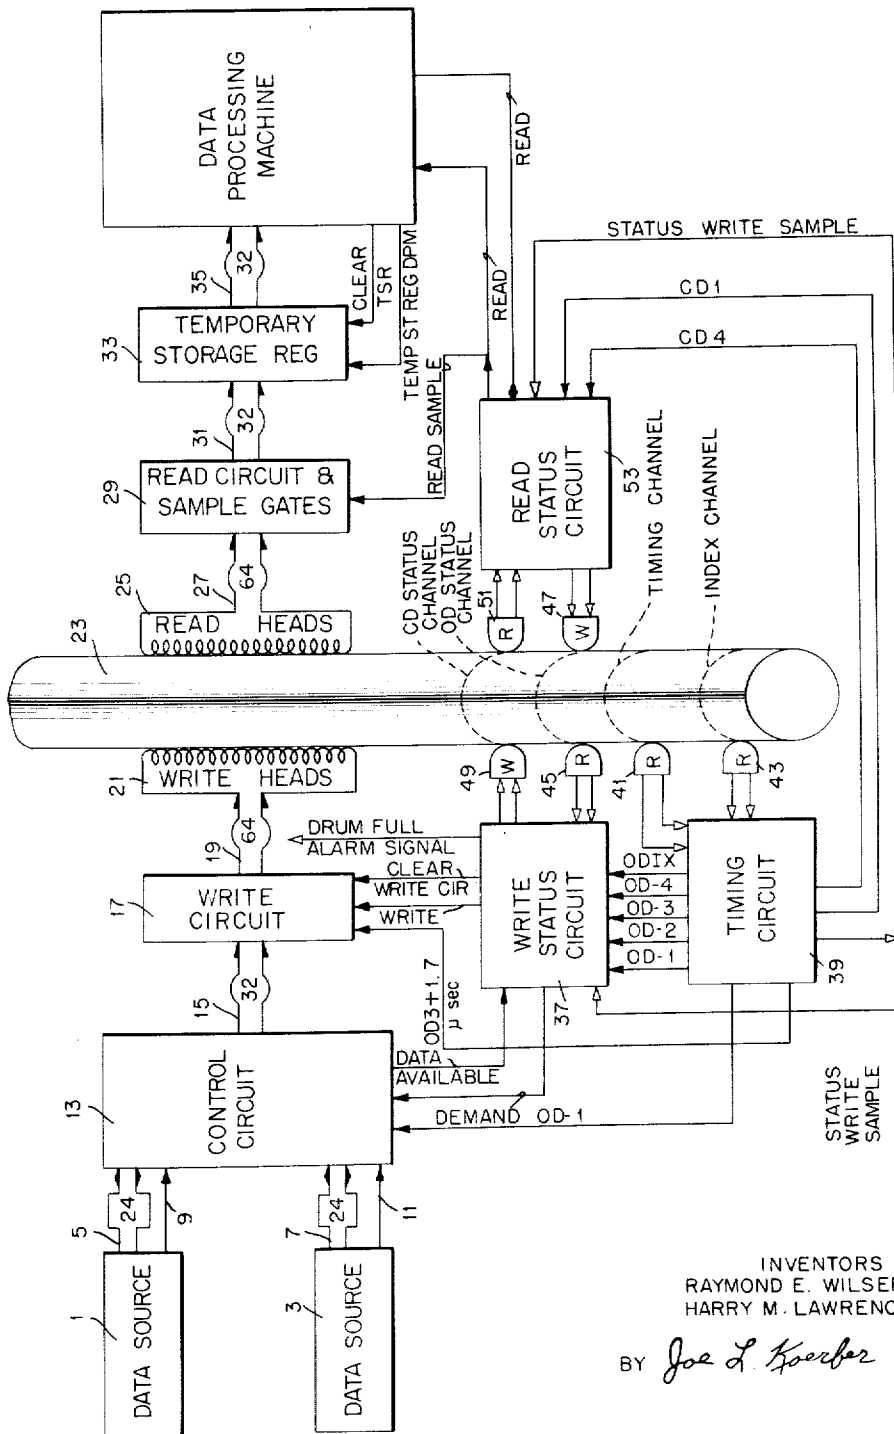 1
DATA SOURCE
3
DATA SOURCE
5
24
9
7
24
11
13
CONTROL
CIRCUIT
15
32
17
WRITE
CIRCUIT
19
64
21
WRITE HEADS
23
25
READ HEADS
27
64
29
READ CIRCUIT &
SAMPLE GATES
31
32
33
TEMPORARY
STORAGE REG
35
32
DATA
PROCESSING
MACHINE
CLEAR
TSR
TEMP ST REG DPM
READ SAMPLE
READ
READ
DATA
AVAILABLE
DEMAND OD-1
OD3+1.7
μ sec
DRUM FULL
ALARM SIGNAL
CLEAR
WRITE CIR
WRITE
WRITE
STATUS
CIRCUIT
37
49
W
45
R
41
R
43
R
ODIX
OD-4
OD-3
OD-2
OD-1
TIMING
CIRCUIT
39
CD STATUS
CHANNEL
OD STATUS
CHANNEL
TIMING CHANNEL
INDEX CHANNEL
51
R
47
W
READ
STATUS
CIRCUIT
53
STATUS WRITE SAMPLE
CD1
CD4
STATUS
WRITE
SAMPLE
INVENTORS
RAYMOND E.
HARRY M.
BY Joe L. Koerber